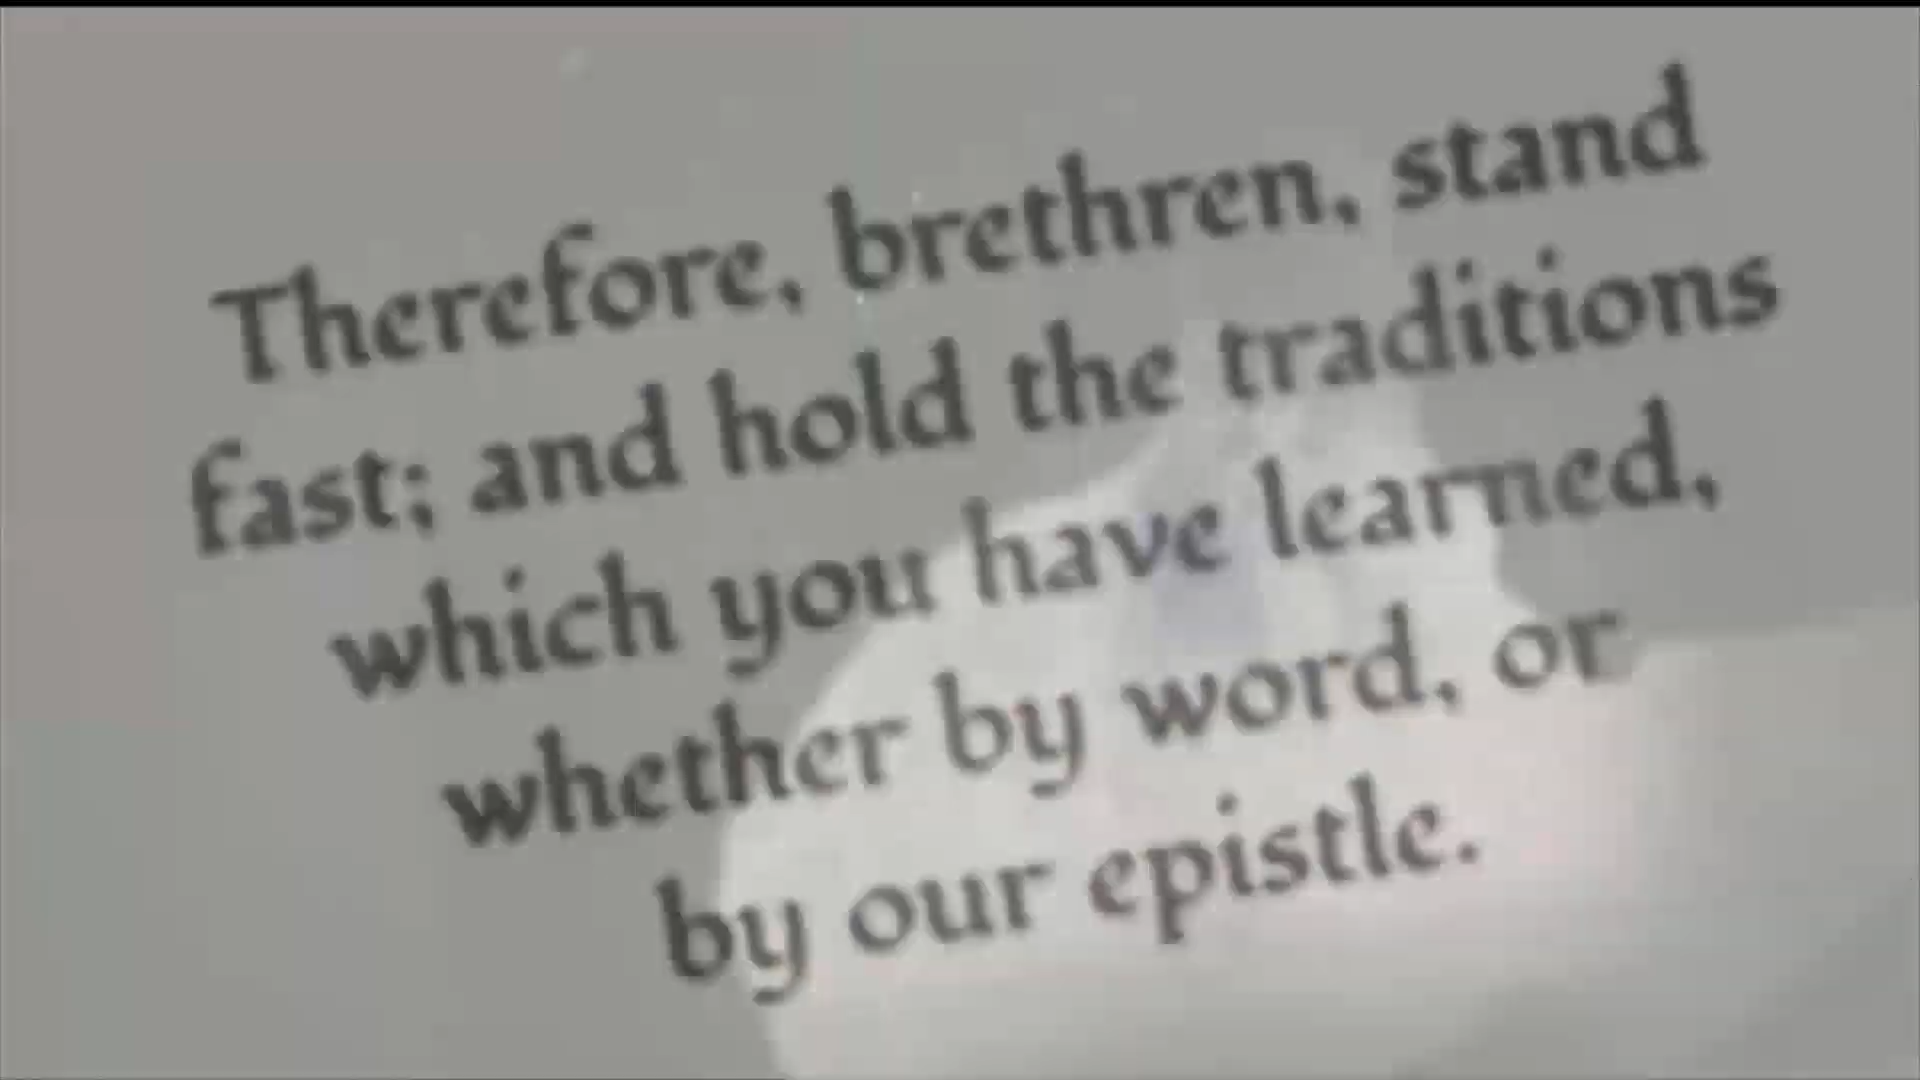 Therefore, brethren, stand
fast; and hold the traditions
which you have learned,
whether by word, or
by our epistle.